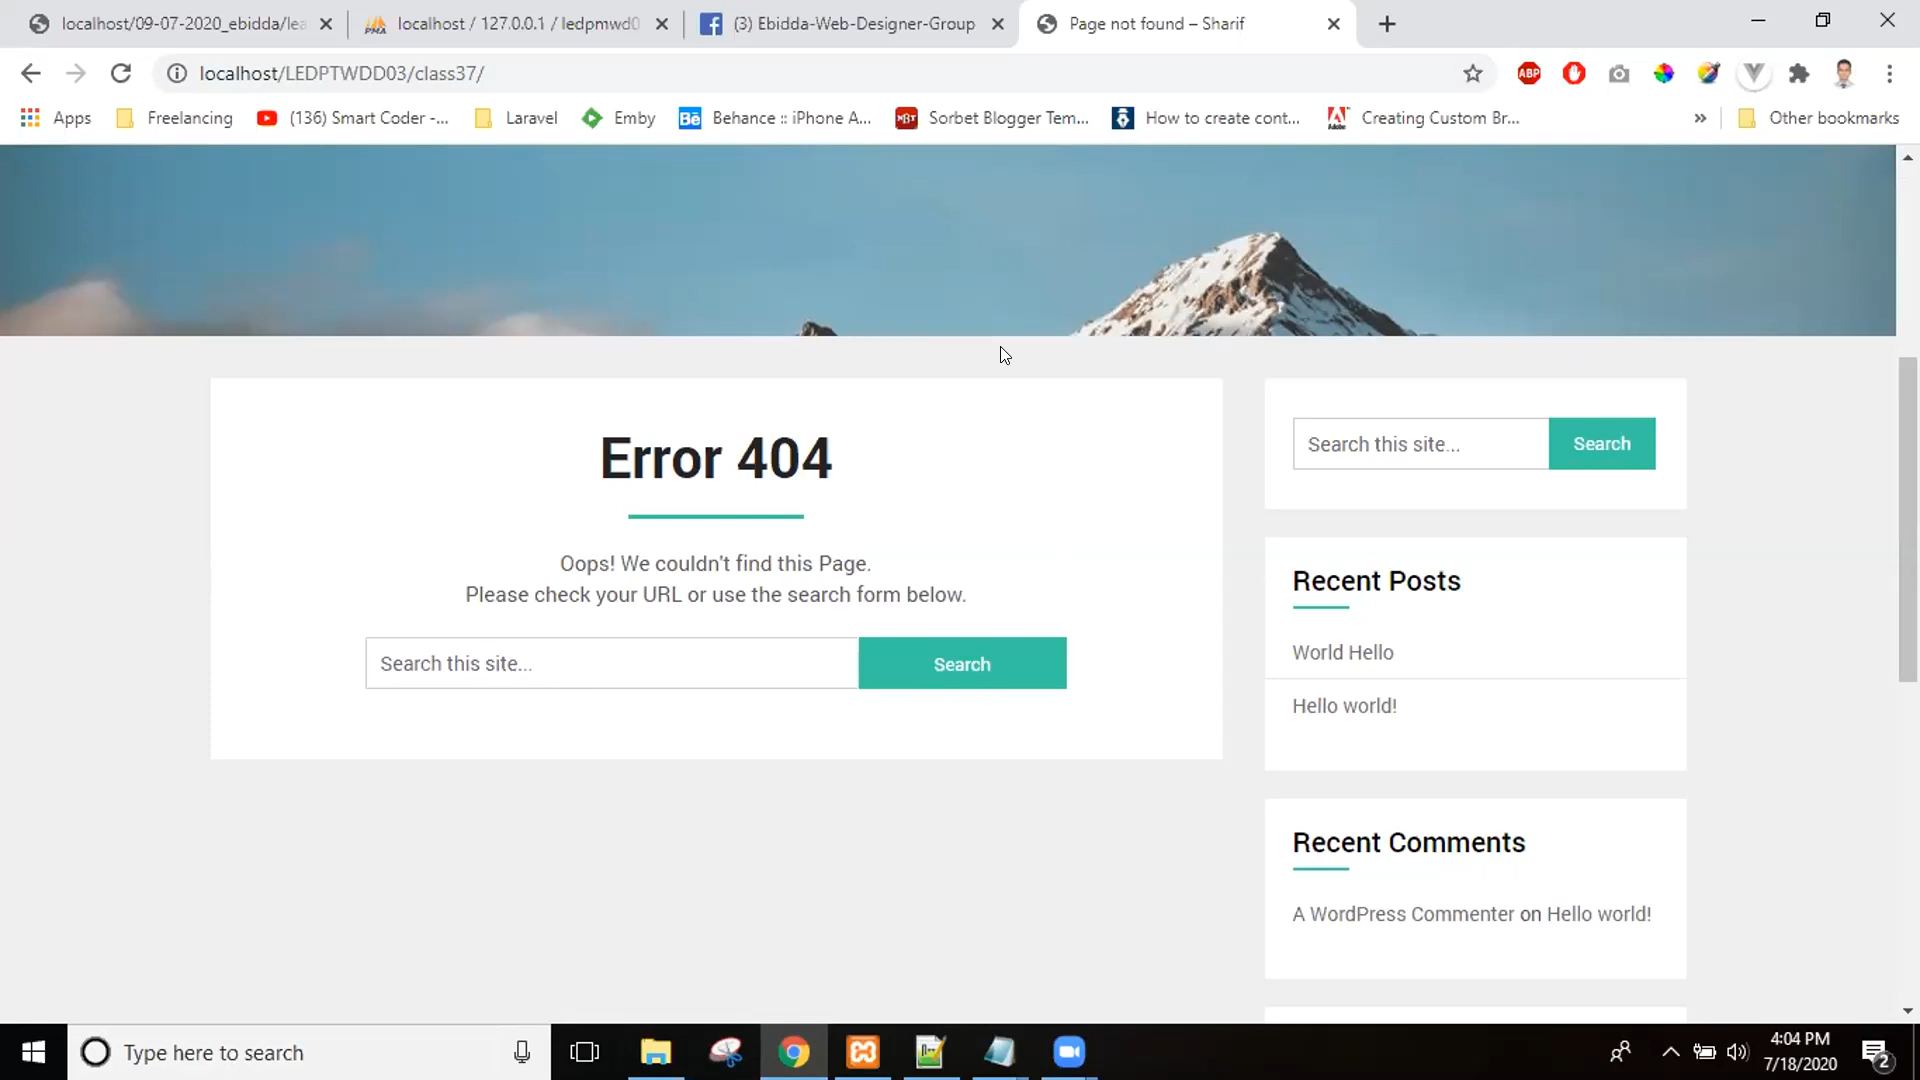 localhost/09-07-2020_ebidda/lea
localhost / 127.0.0.1 / ledpmwd0
(3) Ebidda-Web-Designer-Group
Page not found – Sharif
localhost/LEDPTWDD03/class37/
ABP
Apps
Freelancing
(136) Smart Coder -...
Laravel
Emby
Behance :: iPhone A...
Sorbet Blogger Tem...
How to create cont...
Creating Custom Br...
Other bookmarks
Error 404
Oops! We couldn't find this Page.
Please check your URL or use the search form below.
Search this site...
Search
Search this site...
Search
Recent Posts
World Hello
Hello world!
Recent Comments
A WordPress Commenter on Hello world!
Type here to search
4:04 PM
7/18/2020
2